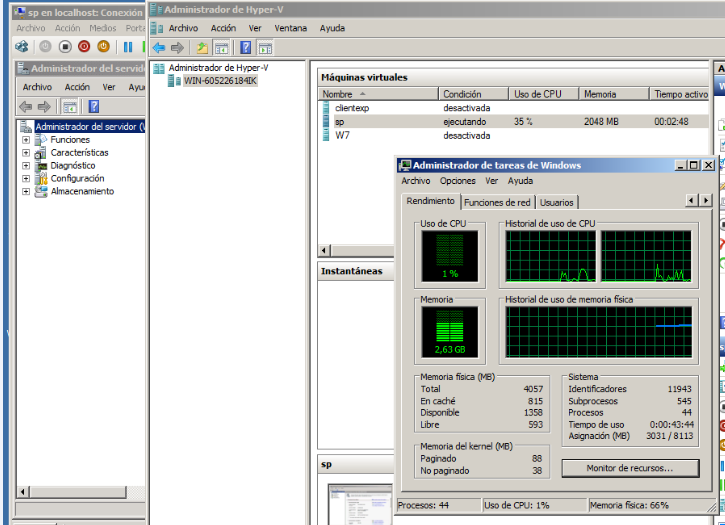 sp en localhost: Conexión
Archivo Acción Medios Porta
Administrador del servid
Archivo Acción Ver Ayu
Administrador del servidor (
Funciones
Características
Diagnóstico
Configuración
Almacenamiento
Administrador de Hyper-V
Archivo Acción Ver Ventana Ayuda
Administrador de Hyper-V
WIN-605226184IK
Máquinas virtuales
Nombre Condición Uso de CPU Memoria Tiempo activo
clientexp desactivada
sp ejecutando 35 % 2048 MB 00:02:48
W7 desactivada
Instantáneas
sp
Administrador de tareas de Windows
Archivo Opciones Ver Ayuda
Rendimiento Funciones de red Usuarios
Uso de CPU Historial de uso de CPU
1 %
Memoria Historial de uso de memoria física
2,63 GB
Memoria física (MB)
Total 4057
En caché 815
Disponible 1358
Libre 593
Memoria del kernel (MB)
Paginado 88
No paginado 38
Sistema
Identificadores 11943
Subprocesos 545
Procesos 44
Tiempo de uso 0:00:43:44
Asignación (MB) 3031 / 8113
Monitor de recursos...
Procesos: 44 Uso de CPU: 1% Memoria física: 66%